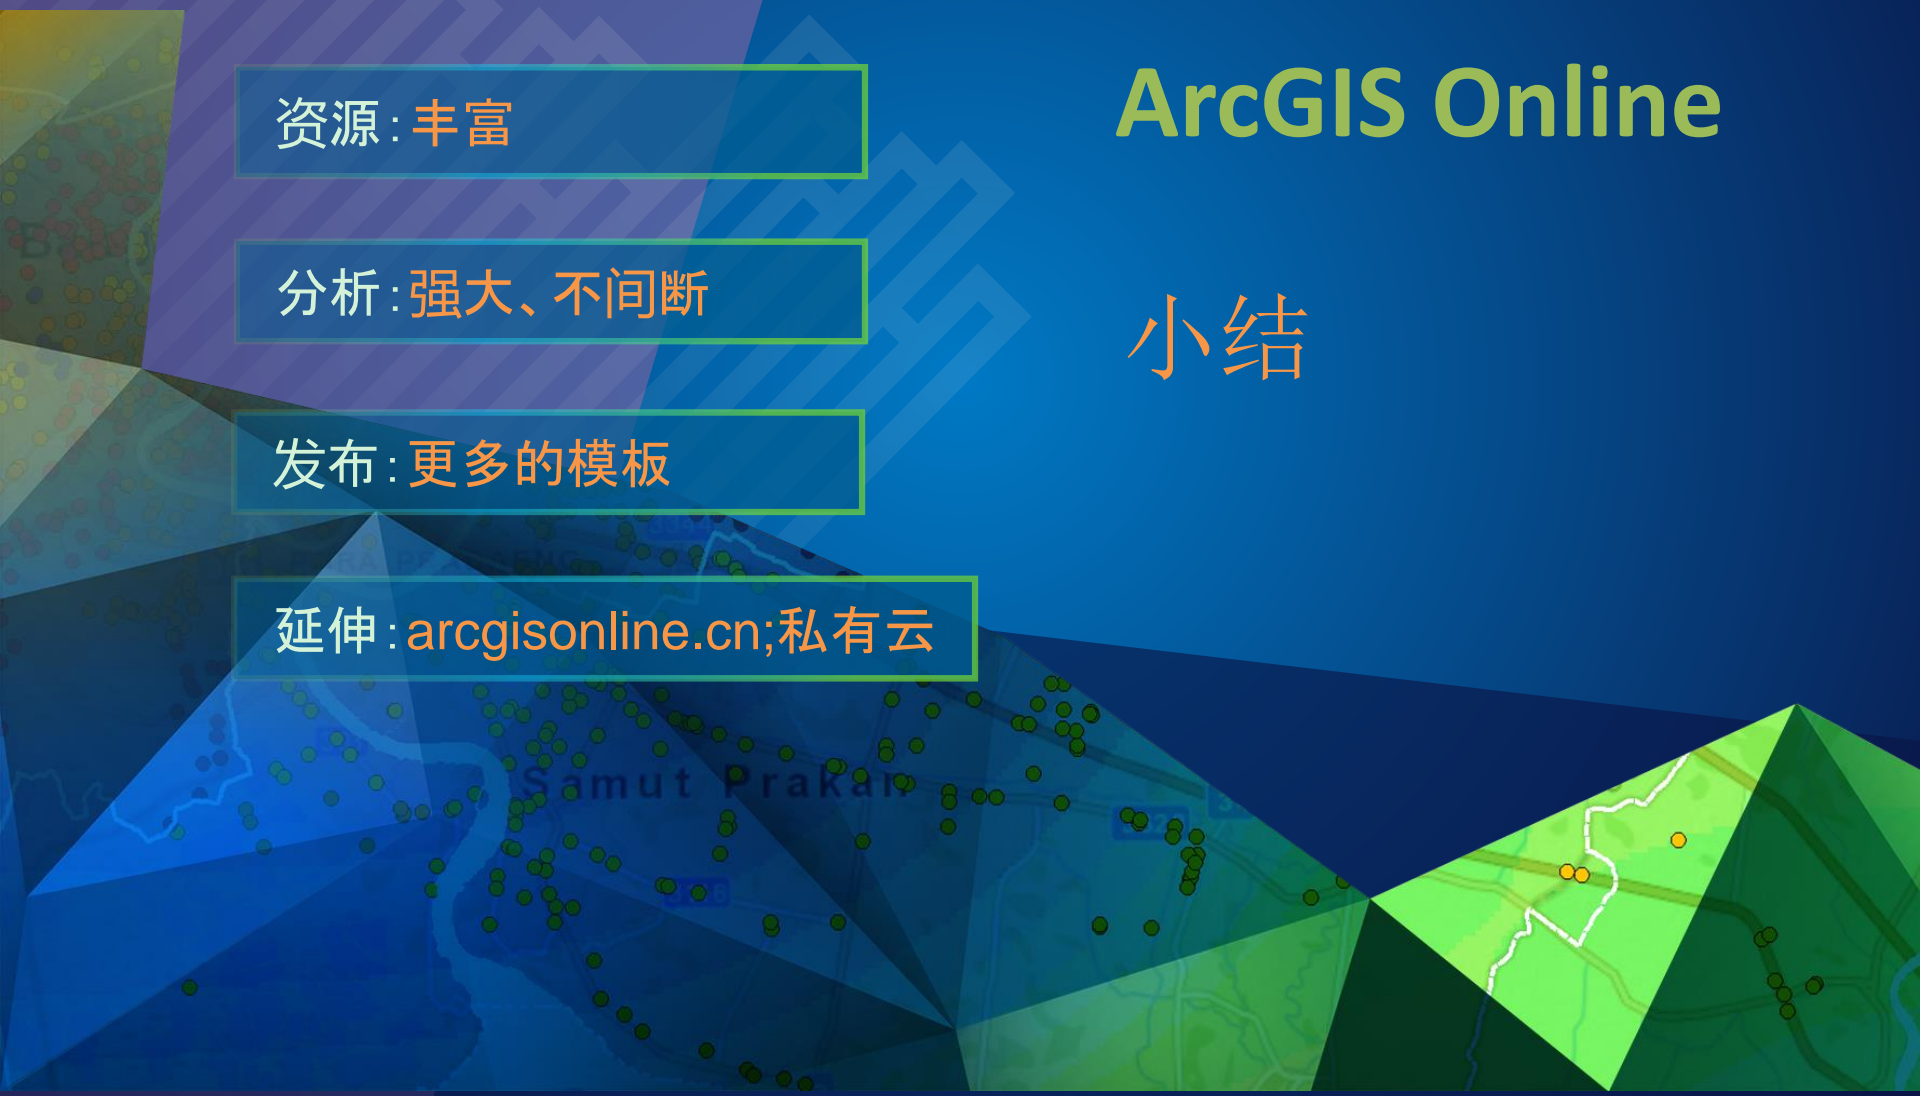 ArcGIS Online
小结
资源:丰富
分析:强大、不间断
发布:更多的模板
延伸:arcgisonline.cn;私有云
Samut Prakan
3344